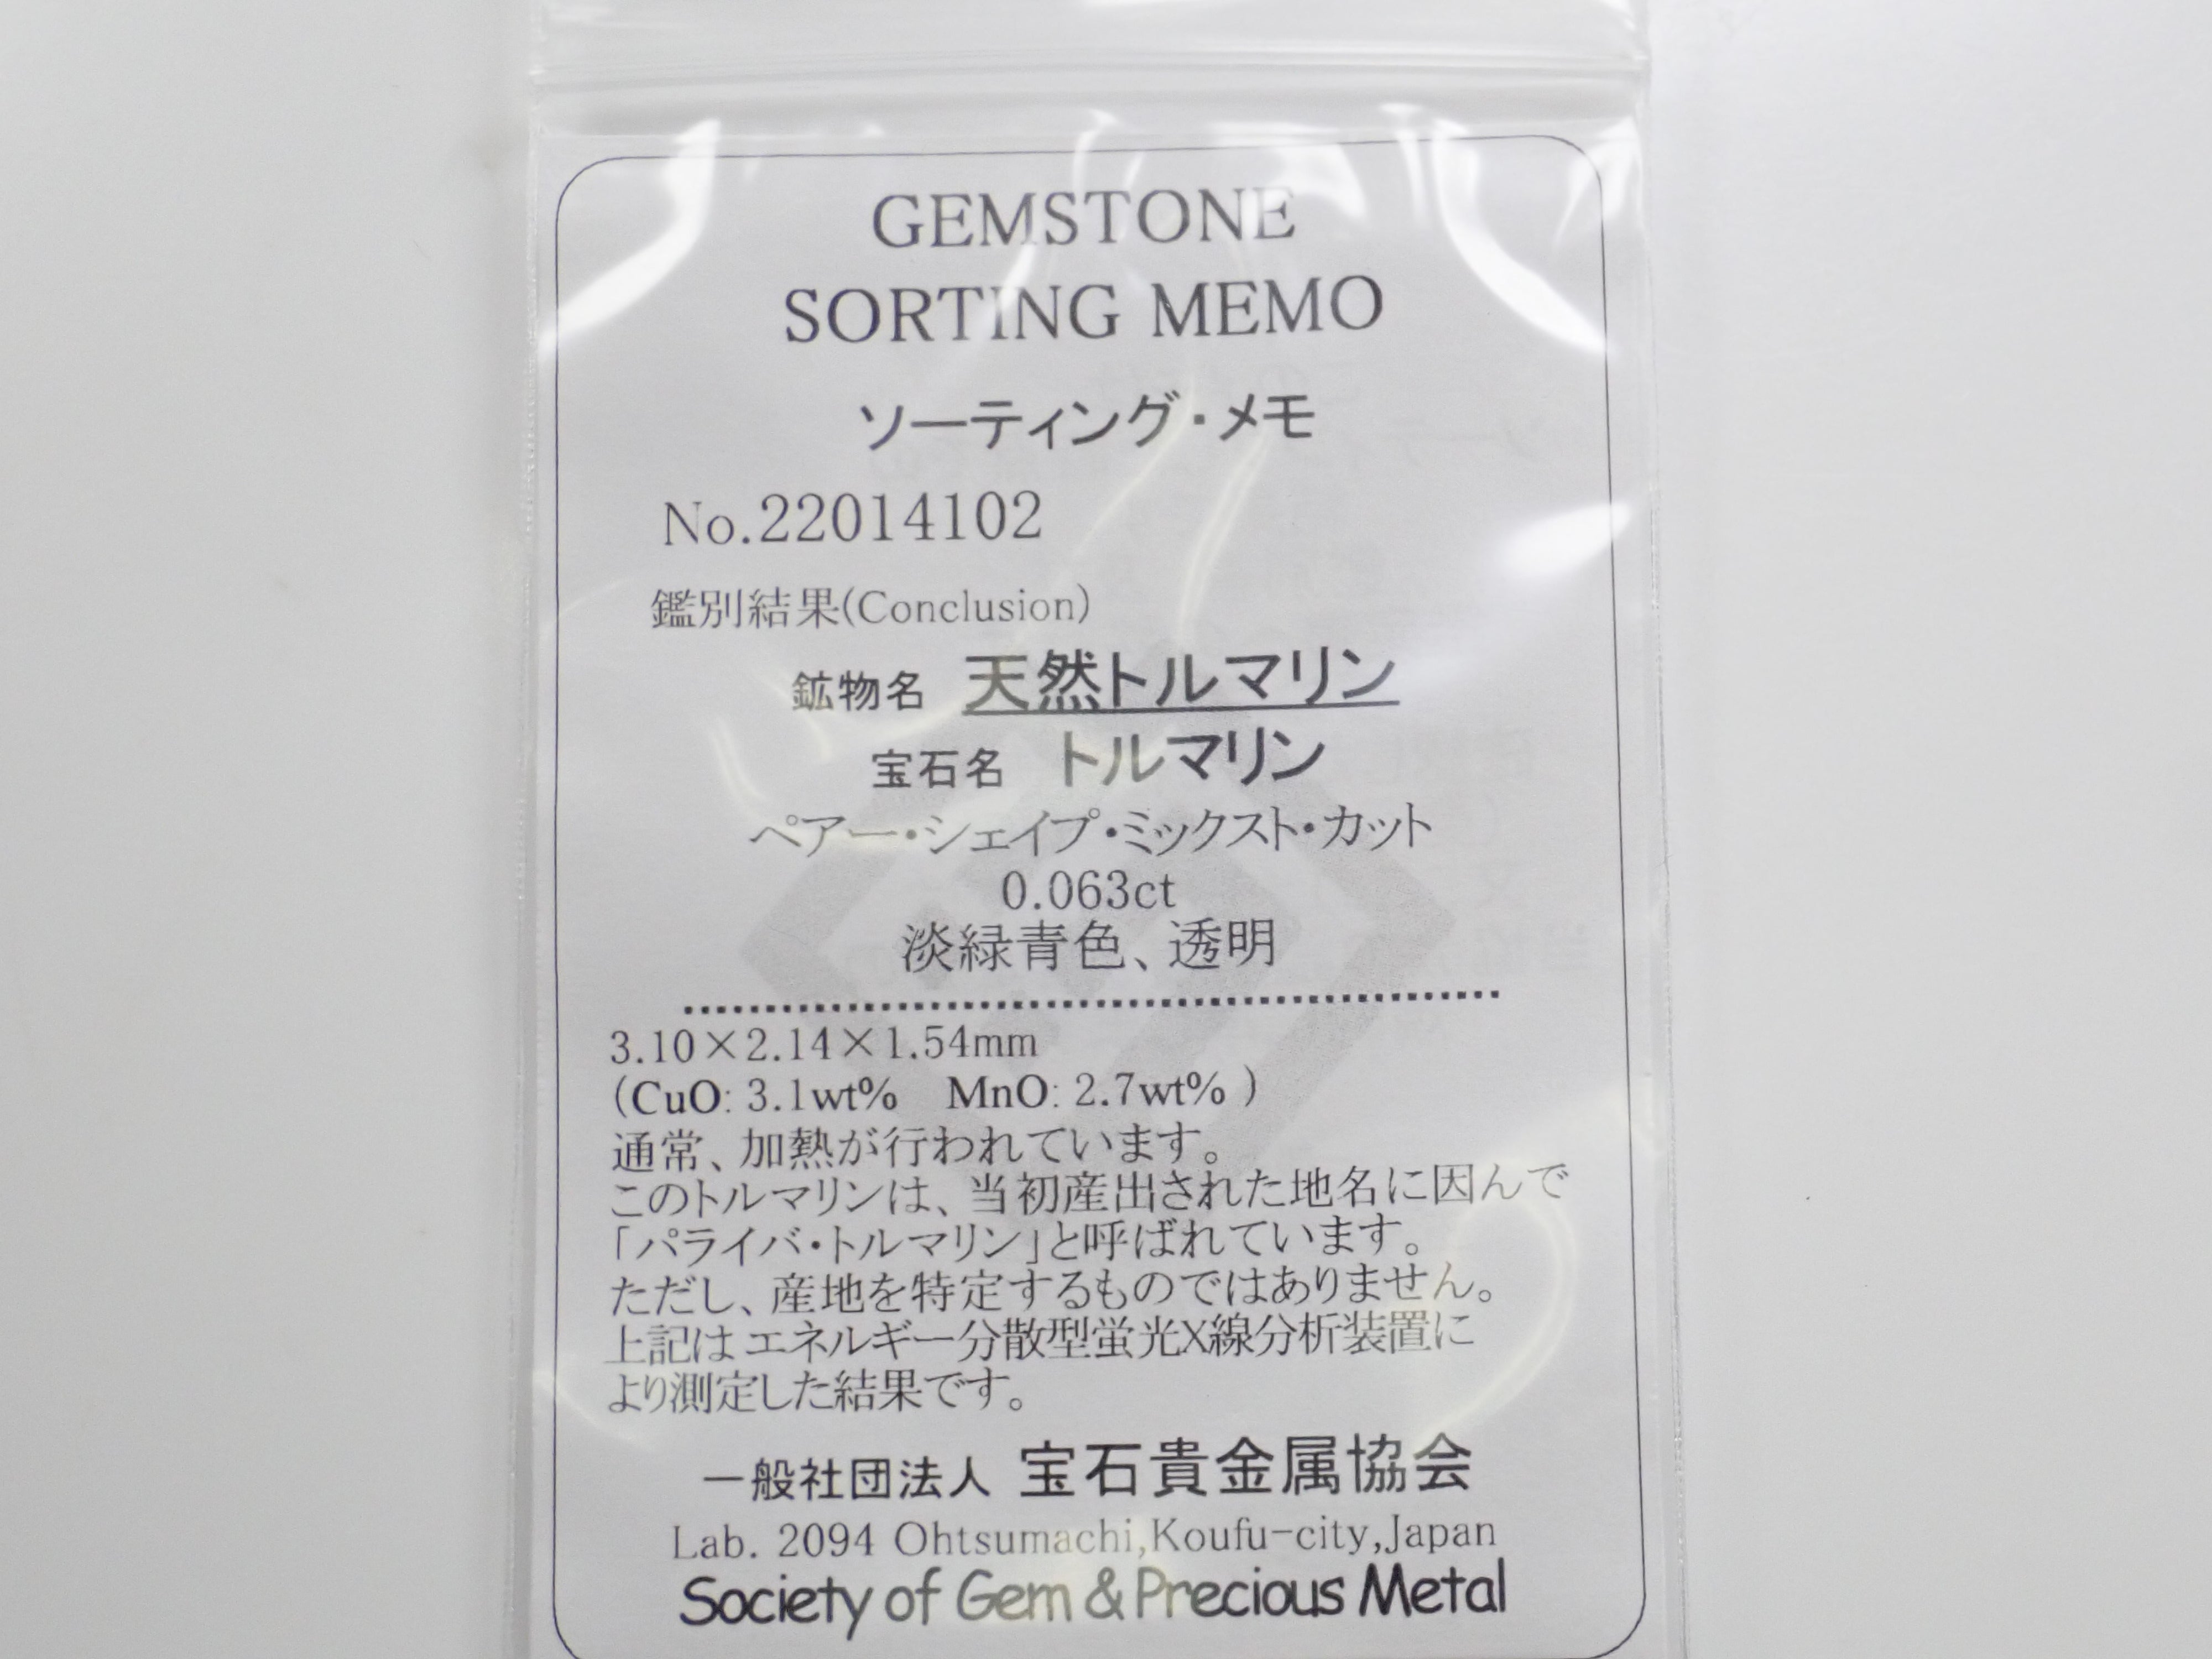 GEMSTONE
SORTING MEMO
ソーティング・メモ
No.22014102
鑑別結果(Conclusion)
鉱物名 天然トルマリン
宝石名 トルマリン
ペアー・シェイプ・ミックスト・カット
0.063ct
淡緑青色、透明
3.10×2.14×1.54mm
(CuO: 3.1wt% MnO: 2.7wt% )
通常、加熱が行われています。
このトルマリンは、当初産出された地名に因んで
「パライバ・トルマリン」と呼ばれています。
ただし、産地を特定するものではありません。
上記はエネルギー分散型蛍光X線分析装置に
より測定した結果です。
一般社団法人 宝石貴金属協会
Lab. 2094 Ohtsumachi,Koufu-city,Japan
Society of Gem & Precious Metal